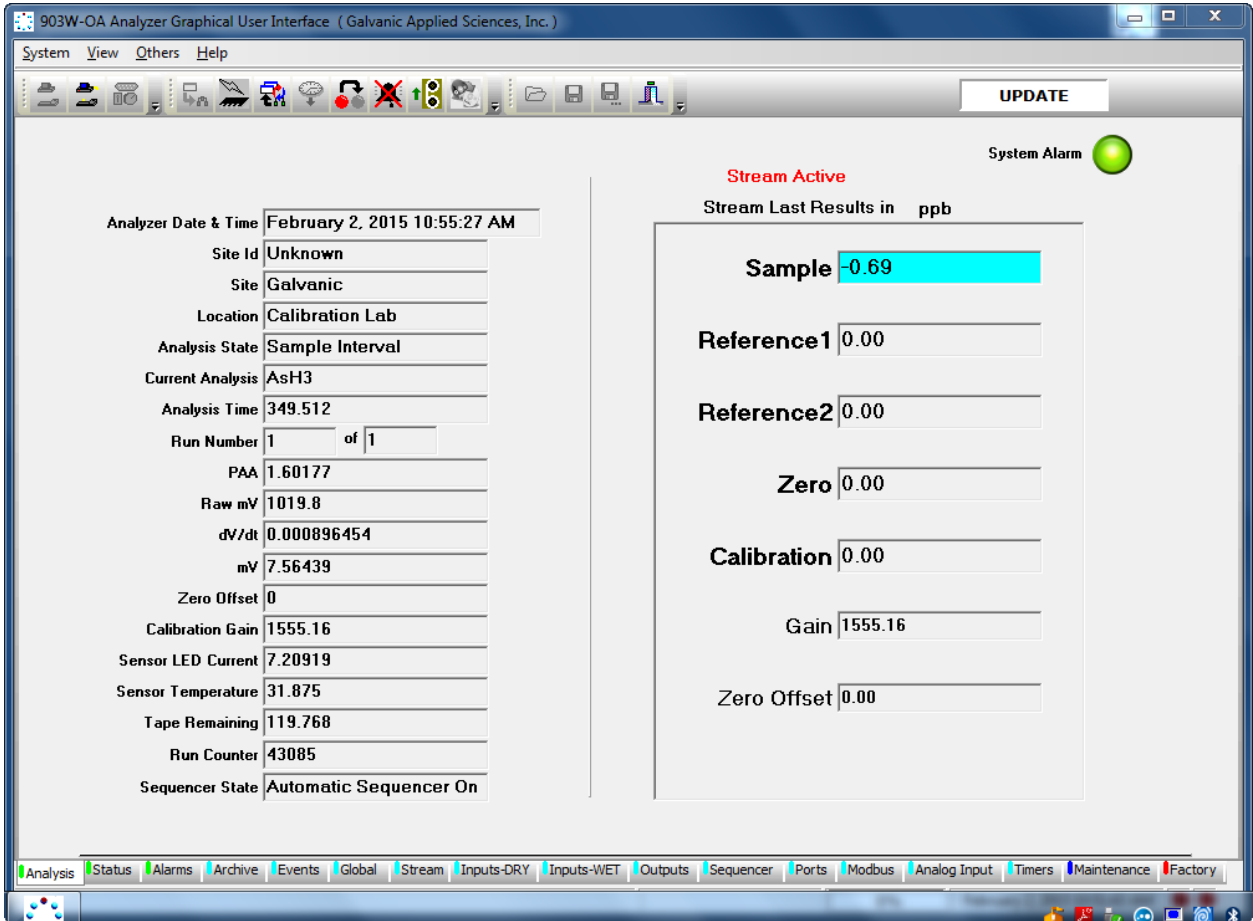 903W-OA Analyzer Graphical User Interface ( Galvanic Applied Sciences, Inc. )
System View Others Help
UPDATE
System Alarm
Stream Active
Stream Last Results in ppb
Analyzer Date & Time February 2, 2015 10:55:27 AM
Site Id Unknown
Site Galvanic
Location Calibration Lab
Analysis State Sample Interval
Current Analysis AsH3
Analysis Time 349.512
Run Number 1 of 1
PAA 1.60177
Raw mV 1019.8
dV/dt 0.000896454
mV 7.56439
Zero Offset 0
Calibration Gain 1555.16
Sensor LED Current 7.20919
Sensor Temperature 31.875
Tape Remaining 119.768
Run Counter 43085
Sequencer State Automatic Sequencer On
Sample -0.69
Reference1 0.00
Reference2 0.00
Zero 0.00
Calibration 0.00
Gain 1555.16
Zero Offset 0.00
Analysis Status Alarms Archive Events Global Stream Inputs-DRY Inputs-WET Outputs Sequencer Ports Modbus Analog Input Timers Maintenance Factory